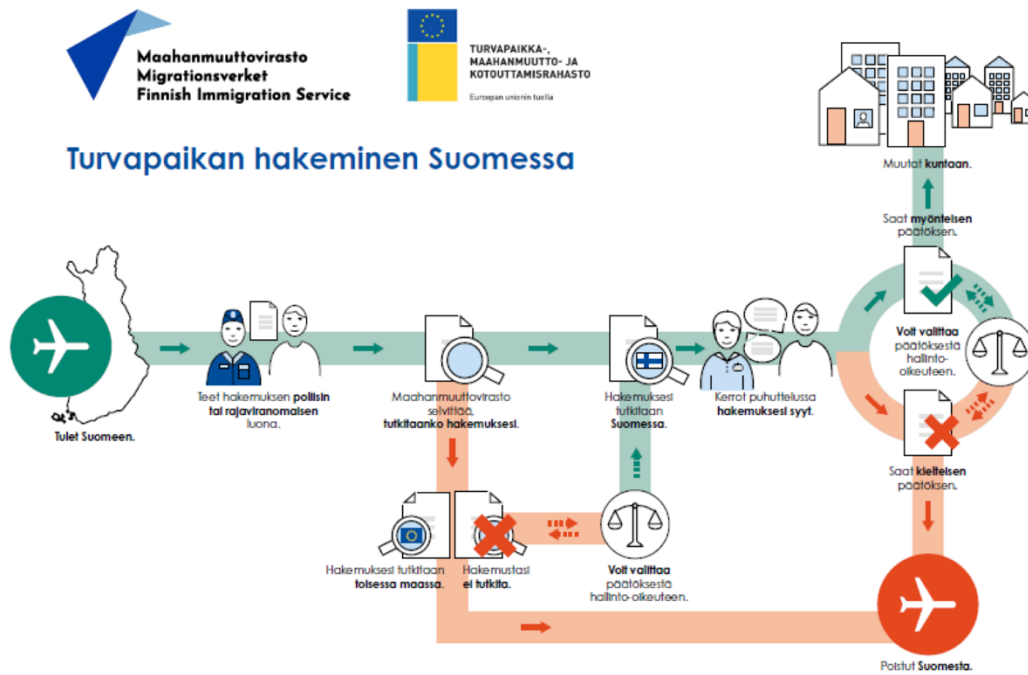 Maahanmuuttovirasto
Migrationsverket
Finnish Immigration Service
TURVAPAIKKA-,
MAAHANMUUTTO- JA
KOTOUTTAMISRAHASTO
Euroopan unionin tuella
Turvapaikan hakeminen Suomessa
Muutat kuntaan.
Saat myönteisen
päätöksen.
Voit valittaa
päätöksestä
hallinto-
oikeuteen.
Tulet Suomeen.
Teet hakemuksen poliisin
tai rajaviranomaisen
luona.
Maahanmuuttovirasto
selvittää,
tutkitaanko hakemuksesi.
Hakemuksesi
tutkitaan
Suomessa.
Kerrot puhuttelussa
hakemuksesi syyt.
Saat kielteisen
päätöksen.
Hakemuksesi tutkitaan
toisessa maassa.
Hakemustasi
ei tutkita.
Voit valittaa
päätöksestä
hallinto-oikeuteen.
Poistut Suomesta.